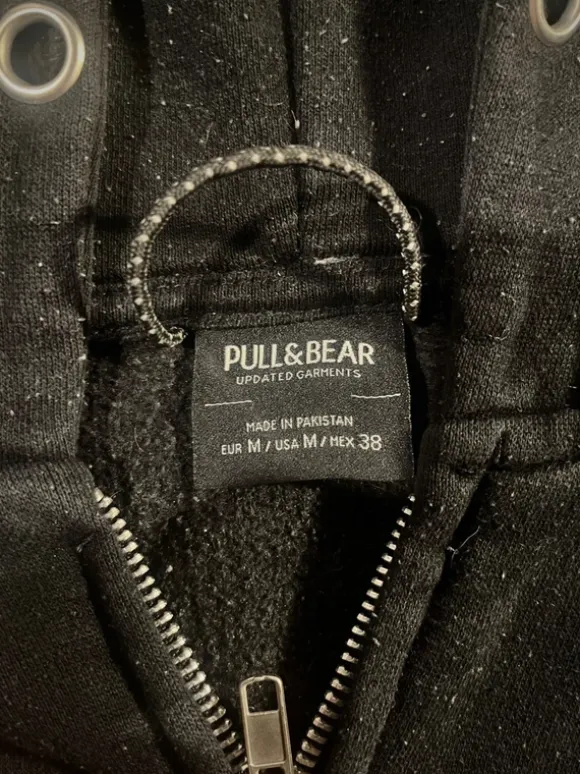 PULL&BEAR
UPDATED GARMENTS
MADE IN PAKISTAN
EUR M / USA M / MEX 38